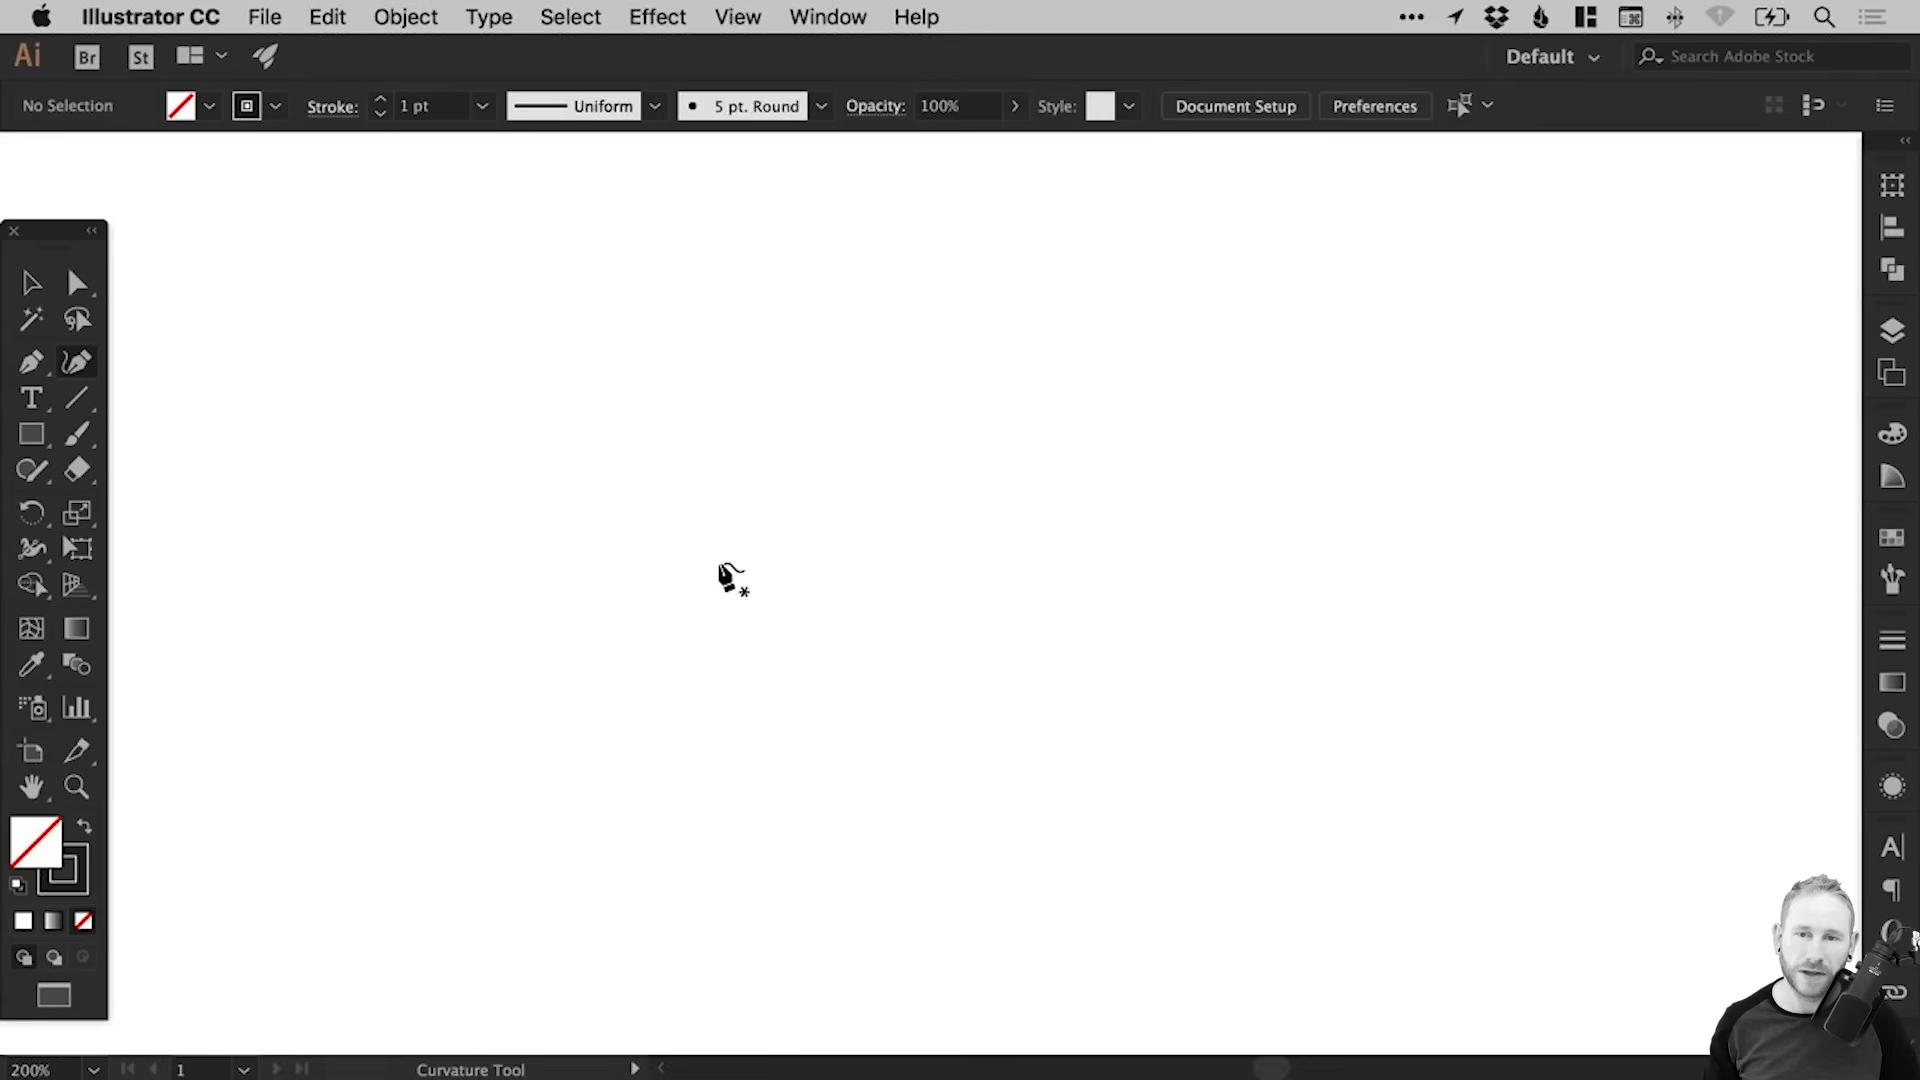 Illustrator CC File Edit Object Type Select Effect View Window Help
Ai Br St Default Search Adobe Stock
No Selection Stroke: 1 pt Uniform 5 pt. Round Opacity: 100% Style: Document Setup Preferences
200% 1 Curvature Tool